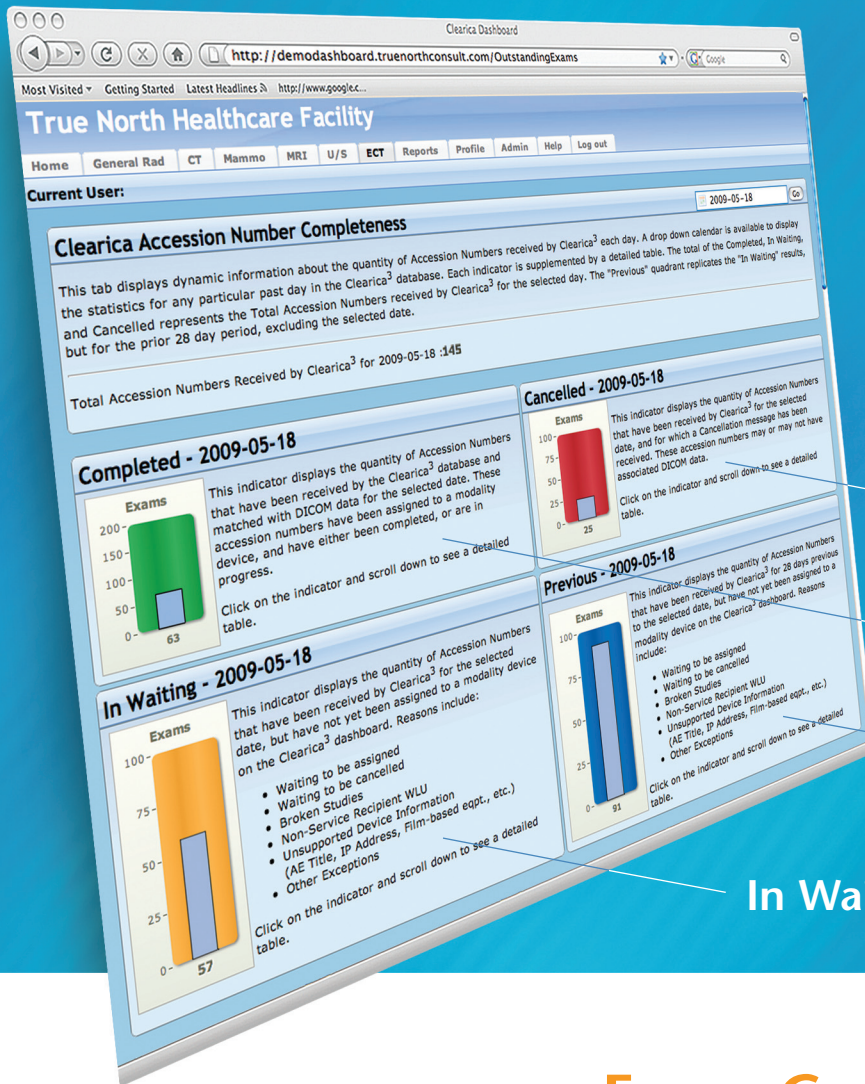 Clearica Dashboard
http://demodashboard.truenorthconsult.com/OutstandingExams
Google
Most Visited Getting Started Latest Headlines http://www.google.c...
True North Healthcare Facility
Home General Rad CT Mammo MRI U/S ECT Reports Profile Admin Help Log out
Current User:
Clearica Accession Number Completeness
2009-05-18 Go
This tab displays dynamic information about the quantity of Accession Numbers received by Clearica³ each day. A drop down calendar is available to display
the statistics for any particular past day in the Clearica³ database. Each indicator is supplemented by a detailed table. The total of the Completed, In Waiting,
and Cancelled represents the Total Accession Numbers received by Clearica³ for the selected day. The "Previous" quadrant replicates the "In Waiting" results,
but for the prior 28 day period, excluding the selected date.
Total Accession Numbers Received by Clearica³ for 2009-05-18 :145
Completed - 2009-05-18
Exams
200
150
100
50
0
63
This indicator displays the quantity of Accession Numbers
that have been received by the Clearica³ database and
matched with DICOM data for the selected date. These
accession numbers have been assigned to a modality
device, and have either been completed, or are in
progress.
Click on the indicator and scroll down to see a detailed
table.
Cancelled - 2009-05-18
Exams
100
75
50
25
0
25
This indicator displays the quantity of Accession Numbers
that have been received by Clearica³ for the selected
date, and for which a Cancellation message has been
received. These accession numbers may or may not have
associated DICOM data.
Click on the indicator and scroll down to see a detailed
table.
In Waiting - 2009-05-18
Exams
100
75
50
25
0
57
This indicator displays the quantity of Accession Numbers
that have been received by Clearica³ for the selected
date, but have not yet been assigned to a modality device
on the Clearica³ dashboard. Reasons include:
• Waiting to be assigned
• Waiting to be cancelled
• Broken Studies
• Non-Service Recipient WLU
• Unsupported Device Information
(AE Title, IP Address, Film-based eqpt., etc.)
• Other Exceptions
Click on the indicator and scroll down to see a detailed
table.
Previous - 2009-05-18
Exams
100
75
50
25
0
91
This indicator displays the quantity of Accession Numbers
that have been received by Clearica³ for 28 days previous
to the selected date, but have not yet been assigned to a
modality device on the Clearica³ dashboard. Reasons
include:
• Waiting to be assigned
• Waiting to be cancelled
• Broken Studies
• Non-Service Recipient WLU
• Unsupported Device Information
(AE Title, IP Address, Film-based eqpt., etc.)
• Other Exceptions
Click on the indicator and scroll down to see a detailed
table.
In Wa